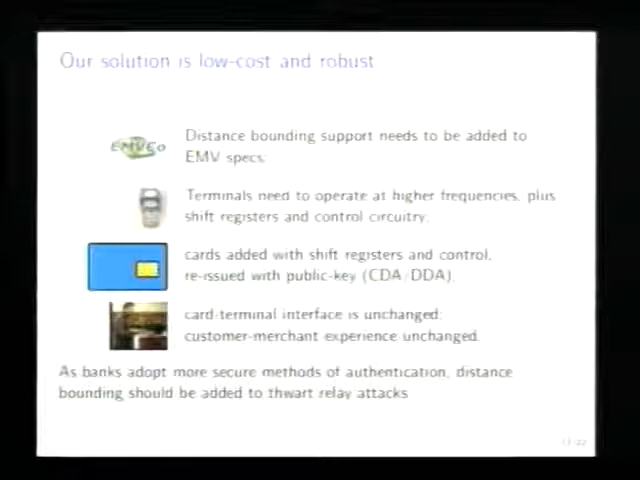 Our solution is low-cost and robust
EMVCo
Distance bounding support needs to be added to
EMV specs;
Terminals need to operate at higher frequencies, plus
shift registers and control circuitry;
cards added with shift registers and control,
re-issued with public-key (CDA/DDA).
card-terminal interface is unchanged;
customer-merchant experience unchanged.
As banks adopt more secure methods of authentication, distance
bounding should be added to thwart relay attacks